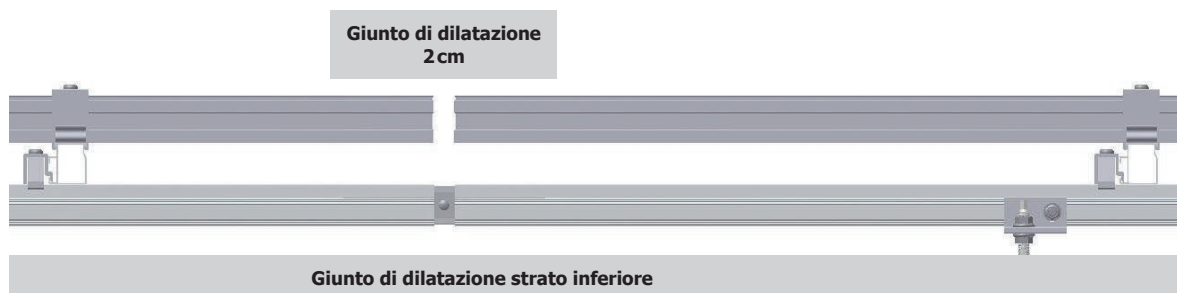 Giunto di dilatazione
2 cm
Giunto di dilatazione strato inferiore